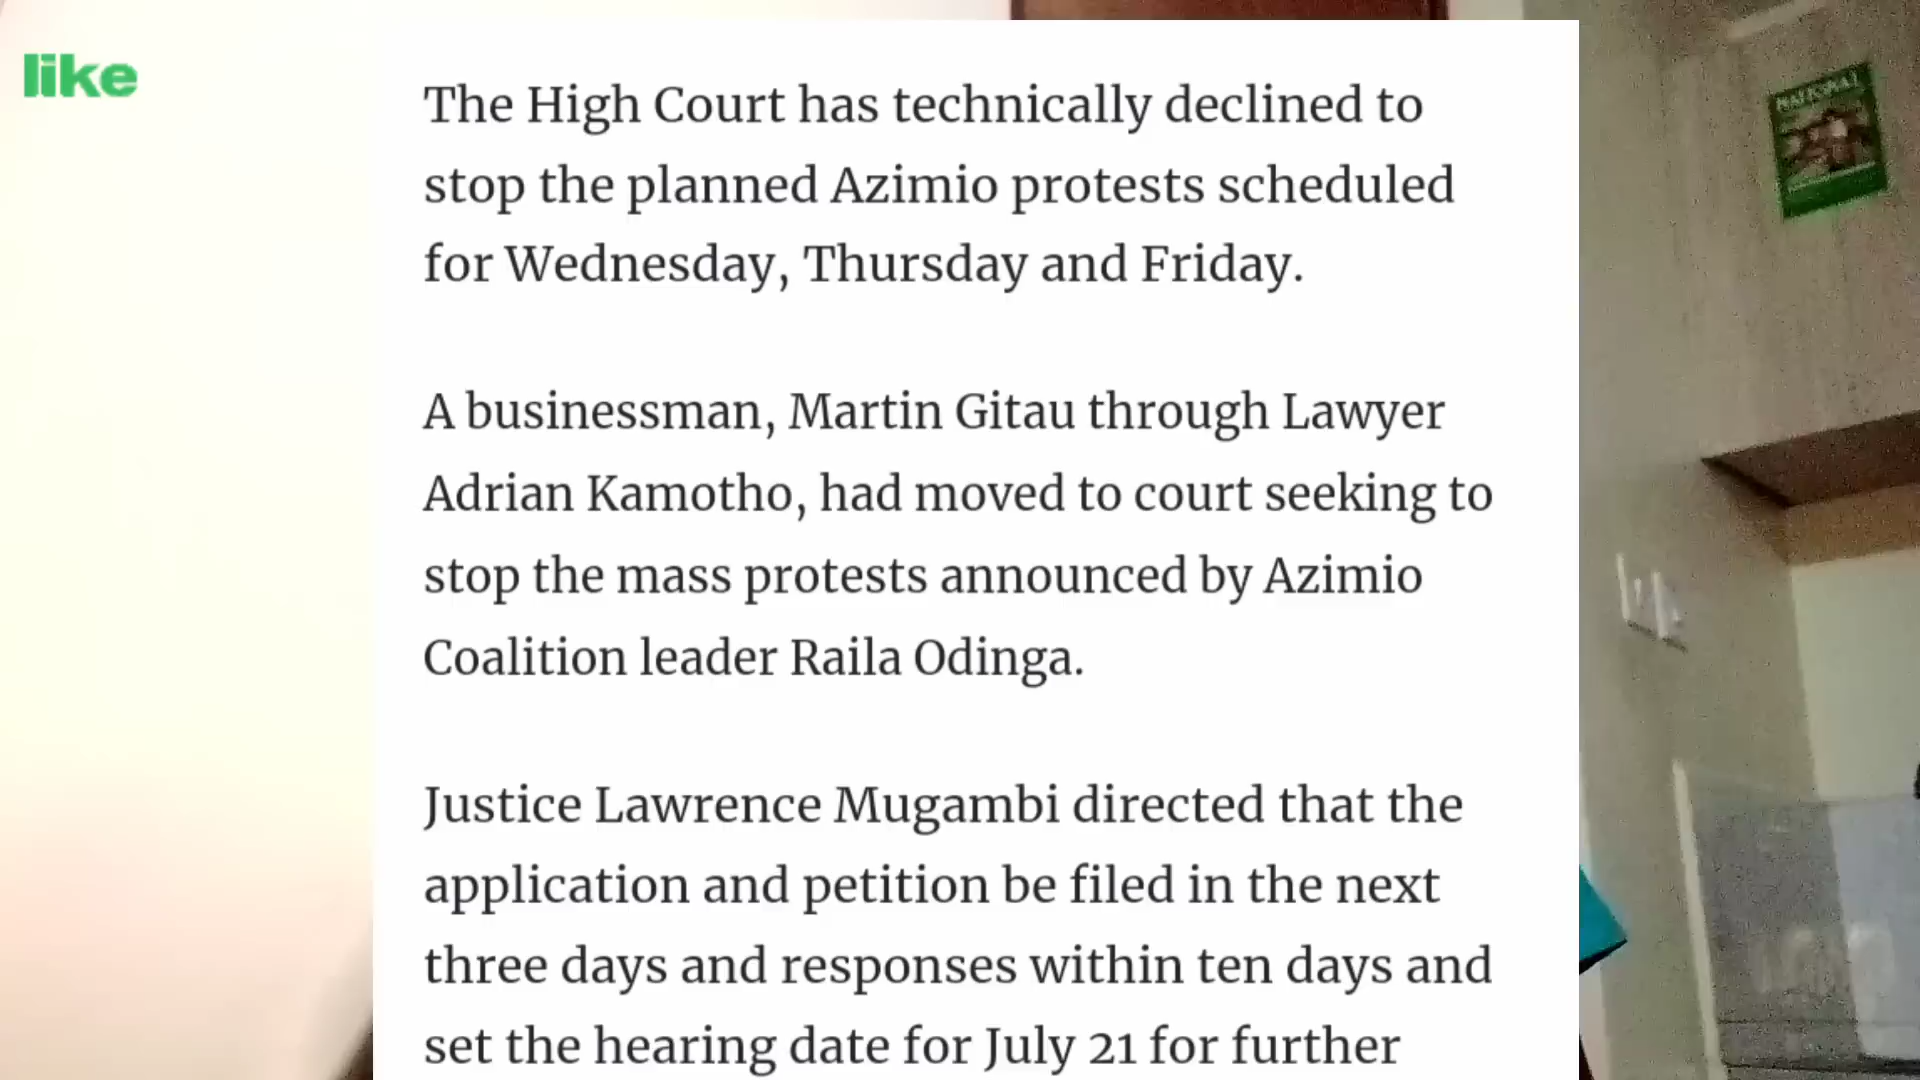 like
The High Court has technically declined to
stop the planned Azimio protests scheduled
for Wednesday, Thursday and Friday.
A businessman, Martin Gitau through Lawyer
Adrian Kamotho, had moved to court seeking to
stop the mass protests announced by Azimio
Coalition leader Raila Odinga.
Justice Lawrence Mugambi directed that the
application and petition be filed in the next
three days and responses within ten days and
set the hearing date for July 21 for further
NATIONAL